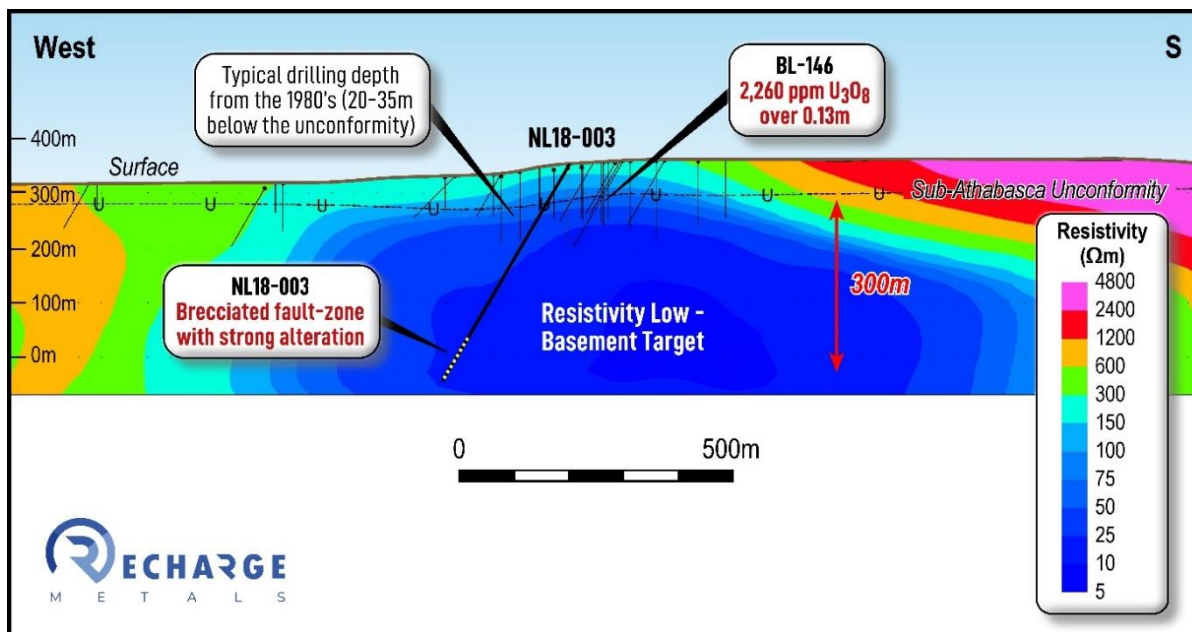 West
S
Typical drilling depth
from the 1980's (20-35m
below the unconformity)
BL-146
2,260 ppm U₃O₈
over 0.13m
NL18-003
400m
Surface
300m
U U U U U U U
Sub-Athabasca Unconformity
200m
100m
0m
NL18-003
Brecciated fault-zone
with strong alteration
Resistivity Low -
Basement Target
300m
Resistivity
(Ωm)
4800
2400
1200
600
300
150
100
75
50
25
10
5
0 500m
RECHARGE
METALS